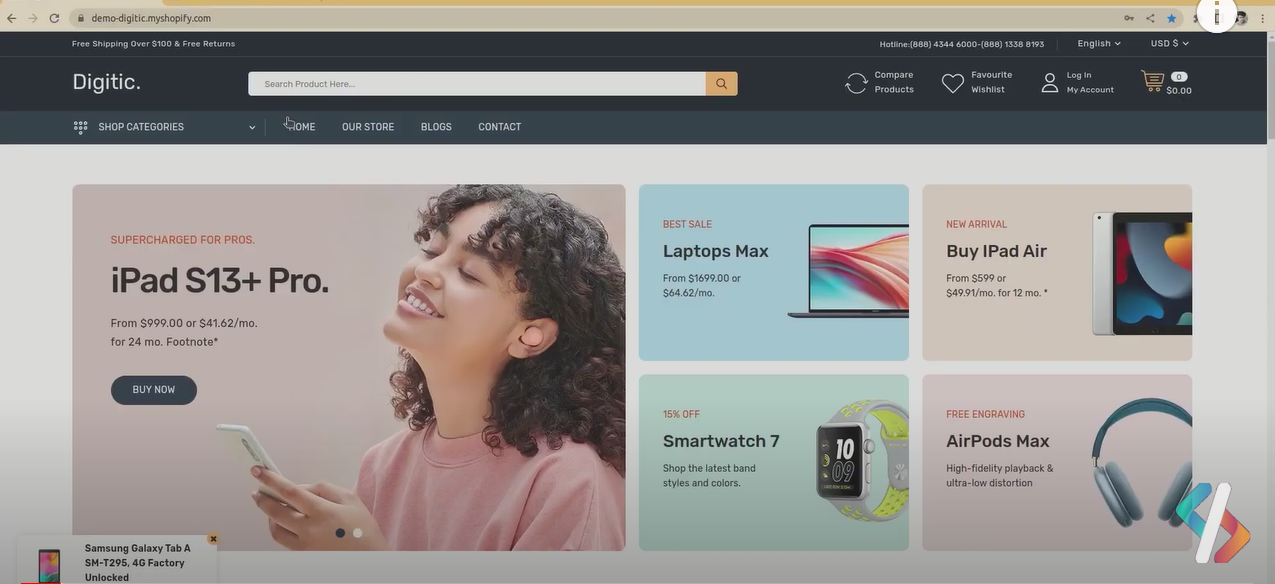 demo-digitic.myshopify.com
Free Shipping Over $100 & Free Returns
Hotline:(888) 4344 6000-(888) 1338 8193
English
USD $
Digitic.
Search Product Here...
Compare
Products
Favourite
Wishlist
Log In
My Account
0
$0.00
SHOP CATEGORIES
HOME
OUR STORE
BLOGS
CONTACT
SUPERCHARGED FOR PROS.
iPad S13+ Pro.
From $999.00 or $41.62/mo.
for 24 mo. Footnote*
BUY NOW
BEST SALE
Laptops Max
From $1699.00 or
$64.62/mo.
NEW ARRIVAL
Buy IPad Air
From $599 or
$49.91/mo. for 12 mo. *
15% OFF
Smartwatch 7
Shop the latest band
styles and colors.
10
09
FREE ENGRAVING
AirPods Max
High-fidelity playback &
ultra-low distortion
Samsung Galaxy Tab A
SM-T295, 4G Factory
Unlocked